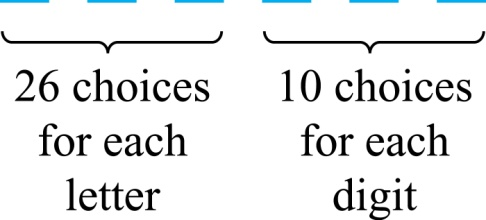 26 choices 10 choices
for each for each
letter digit